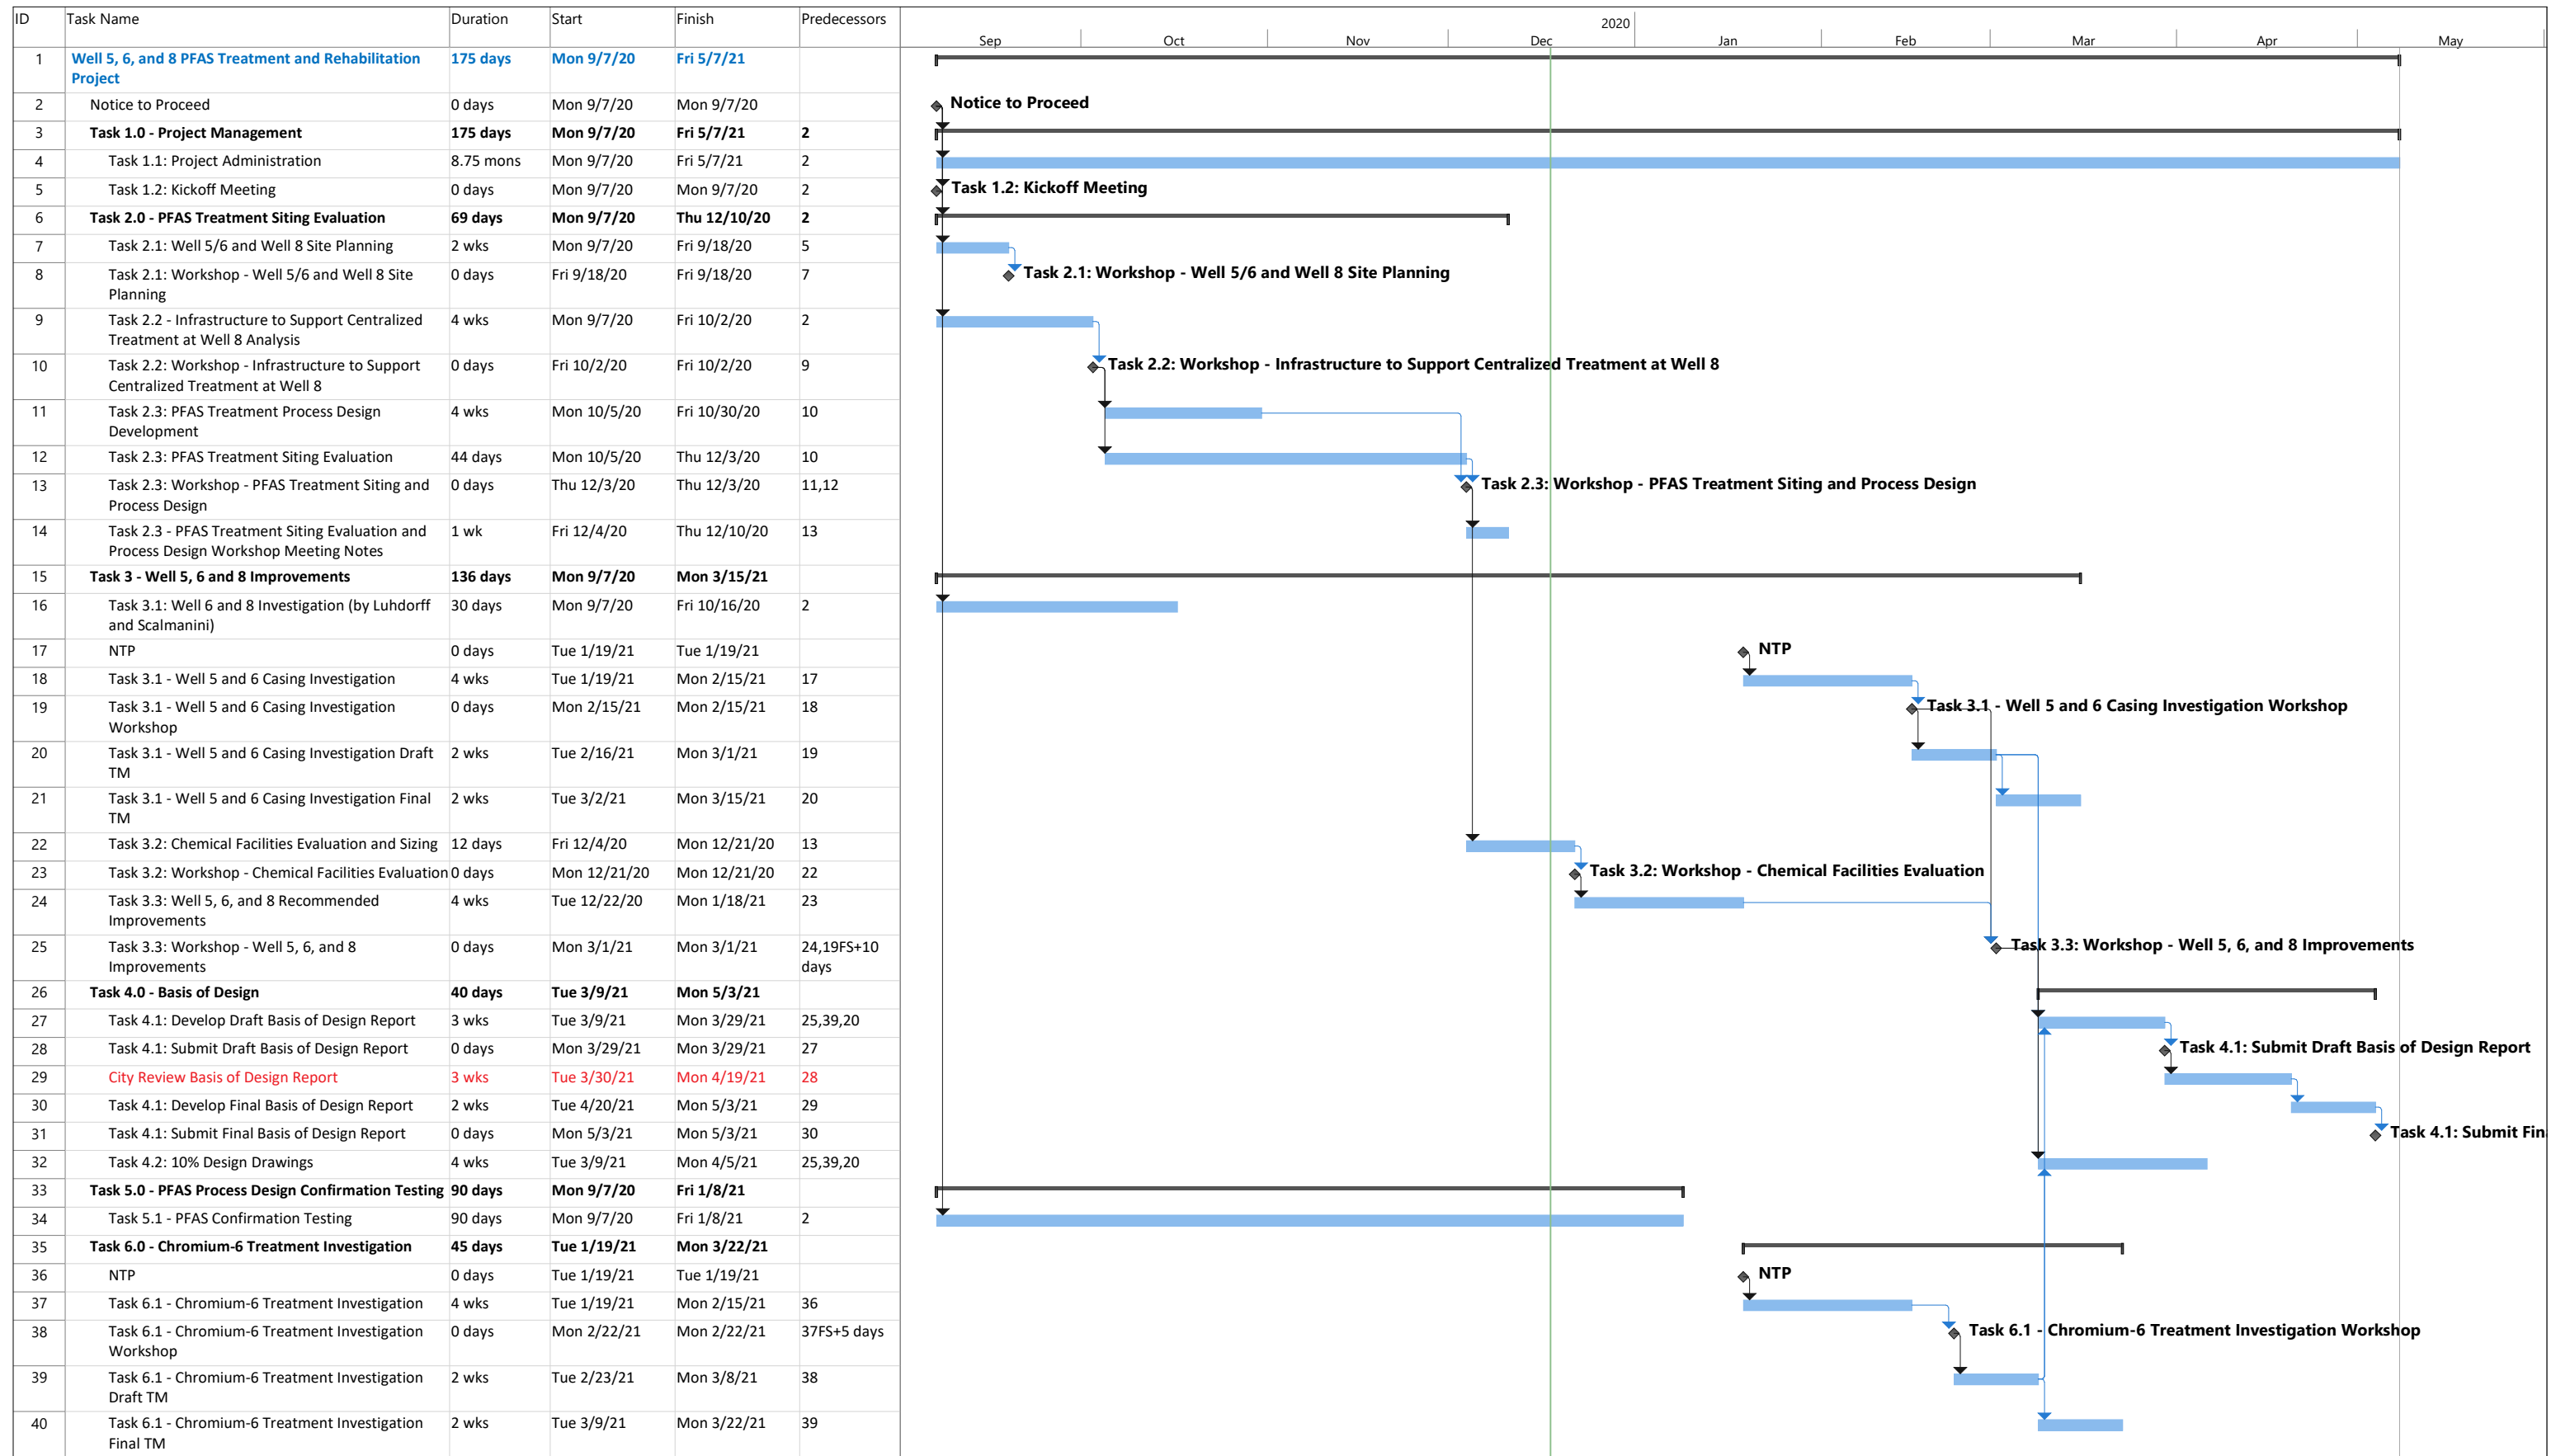 ID Task Name Duration Start Finish Predecessors
2020
Sep Oct Nov Dec Jan Feb Mar Apr May
1 Well 5, 6, and 8 PFAS Treatment and Rehabilitation 175 days Mon 9/7/20 Fri 5/7/21
Project
2 Notice to Proceed 0 days Mon 9/7/20 Mon 9/7/20 Notice to Proceed
3 Task 1.0 - Project Management 175 days Mon 9/7/20 Fri 5/7/21 2
4 Task 1.1: Project Administration 8.75 mons Mon 9/7/20 Fri 5/7/21 2
5 Task 1.2: Kickoff Meeting 0 days Mon 9/7/20 Mon 9/7/20 2 Task 1.2: Kickoff Meeting
6 Task 2.0 - PFAS Treatment Siting Evaluation 69 days Mon 9/7/20 Thu 12/10/20 2
7 Task 2.1: Well 5/6 and Well 8 Site Planning 2 wks Mon 9/7/20 Fri 9/18/20 5
8 Task 2.1: Workshop - Well 5/6 and Well 8 Site 0 days Fri 9/18/20 Fri 9/18/20 7 Task 2.1: Workshop - Well 5/6 and Well 8 Site Planning
Planning
9 Task 2.2 - Infrastructure to Support Centralized 4 wks Mon 9/7/20 Fri 10/2/20 2
Treatment at Well 8 Analysis
10 Task 2.2: Workshop - Infrastructure to Support 0 days Fri 10/2/20 Fri 10/2/20 9 Task 2.2: Workshop - Infrastructure to Support Centralized Treatment at Well 8
Centralized Treatment at Well 8
11 Task 2.3: PFAS Treatment Process Design 4 wks Mon 10/5/20 Fri 10/30/20 10
Development
12 Task 2.3: PFAS Treatment Siting Evaluation 44 days Mon 10/5/20 Thu 12/3/20 10
13 Task 2.3: Workshop - PFAS Treatment Siting and 0 days Thu 12/3/20 Thu 12/3/20 11,12 Task 2.3: Workshop - PFAS Treatment Siting and Process Design
Process Design
14 Task 2.3 - PFAS Treatment Siting Evaluation and 1 wk Fri 12/4/20 Thu 12/10/20 13
Process Design Workshop Meeting Notes
15 Task 3 - Well 5, 6 and 8 Improvements 136 days Mon 9/7/20 Mon 3/15/21
16 Task 3.1: Well 6 and 8 Investigation (by Luhdorff 30 days Mon 9/7/20 Fri 10/16/20 2
and Scalmanini)
17 NTP 0 days Tue 1/19/21 Tue 1/19/21 NTP
18 Task 3.1 - Well 5 and 6 Casing Investigation 4 wks Tue 1/19/21 Mon 2/15/21 17
19 Task 3.1 - Well 5 and 6 Casing Investigation 0 days Mon 2/15/21 Mon 2/15/21 18 Task 3.1 - Well 5 and 6 Casing Investigation Workshop
Workshop
20 Task 3.1 - Well 5 and 6 Casing Investigation Draft 2 wks Tue 2/16/21 Mon 3/1/21 19
TM
21 Task 3.1 - Well 5 and 6 Casing Investigation Final 2 wks Tue 3/2/21 Mon 3/15/21 20
TM
22 Task 3.2: Chemical Facilities Evaluation and Sizing 12 days Fri 12/4/20 Mon 12/21/20 13
23 Task 3.2: Workshop - Chemical Facilities Evaluation 0 days Mon 12/21/20 Mon 12/21/20 22 Task 3.2: Workshop - Chemical Facilities Evaluation
24 Task 3.3: Well 5, 6, and 8 Recommended 4 wks Tue 12/22/20 Mon 1/18/21 23
Improvements
25 Task 3.3: Workshop - Well 5, 6, and 8 0 days Mon 3/1/21 Mon 3/1/21 24,19FS+10 Task 3.3: Workshop - Well 5, 6, and 8 Improvements
Improvements days
26 Task 4.0 - Basis of Design 40 days Tue 3/9/21 Mon 5/3/21
27 Task 4.1: Develop Draft Basis of Design Report 3 wks Tue 3/9/21 Mon 3/29/21 25,39,20
28 Task 4.1: Submit Draft Basis of Design Report 0 days Mon 3/29/21 Mon 3/29/21 27 Task 4.1: Submit Draft Basis of Design Report
29 City Review Basis of Design Report 3 wks Tue 3/30/21 Mon 4/19/21 28
30 Task 4.1: Develop Final Basis of Design Report 2 wks Tue 4/20/21 Mon 5/3/21 29
31 Task 4.1: Submit Final Basis of Design Report 0 days Mon 5/3/21 Mon 5/3/21 30 Task 4.1: Submit Fin
32 Task 4.2: 10% Design Drawings 4 wks Tue 3/9/21 Mon 4/5/21 25,39,20
33 Task 5.0 - PFAS Process Design Confirmation Testing 90 days Mon 9/7/20 Fri 1/8/21
34 Task 5.1 - PFAS Confirmation Testing 90 days Mon 9/7/20 Fri 1/8/21 2
35 Task 6.0 - Chromium-6 Treatment Investigation 45 days Tue 1/19/21 Mon 3/22/21
36 NTP 0 days Tue 1/19/21 Tue 1/19/21 NTP
37 Task 6.1 - Chromium-6 Treatment Investigation 4 wks Tue 1/19/21 Mon 2/15/21 36
38 Task 6.1 - Chromium-6 Treatment Investigation 0 days Mon 2/22/21 Mon 2/22/21 37FS+5 days Task 6.1 - Chromium-6 Treatment Investigation Workshop
Workshop
39 Task 6.1 - Chromium-6 Treatment Investigation 2 wks Tue 2/23/21 Mon 3/8/21 38
Draft TM
40 Task 6.1 - Chromium-6 Treatment Investigation 2 wks Tue 3/9/21 Mon 3/22/21 39
Final TM